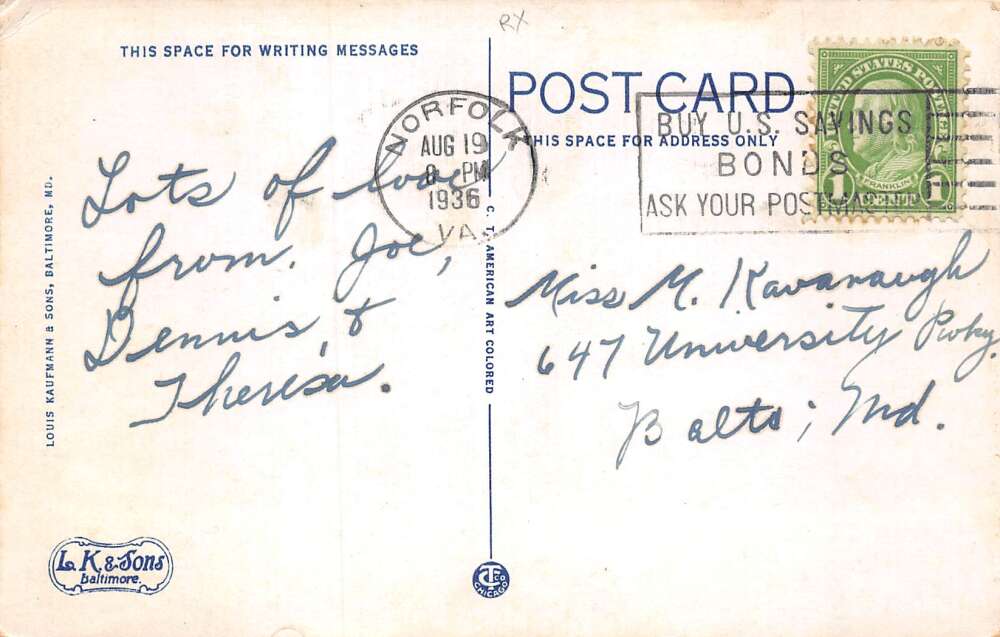 RX
THIS SPACE FOR WRITING MESSAGES
POST CARD
THIS SPACE FOR ADDRESS ONLY
UNITED STATES POSTAGE
FRANKLIN
1 CENT 1
NORFOLK
AUG 19
8 PM
1936
VA.
BUY U.S. SAVINGS
BONDS
ASK YOUR POSTMASTER
Lots of love
from. Joe,
Dennis, &
Theresa.
Miss M. Kavanaugh
647 University Pwky.
Balto; Md.
LOUIS KAUFMANN & SONS, BALTIMORE, MD.
C. T. AMERICAN ART COLORED
L. K. & Sons
Baltimore.
CT CO
CHICAGO